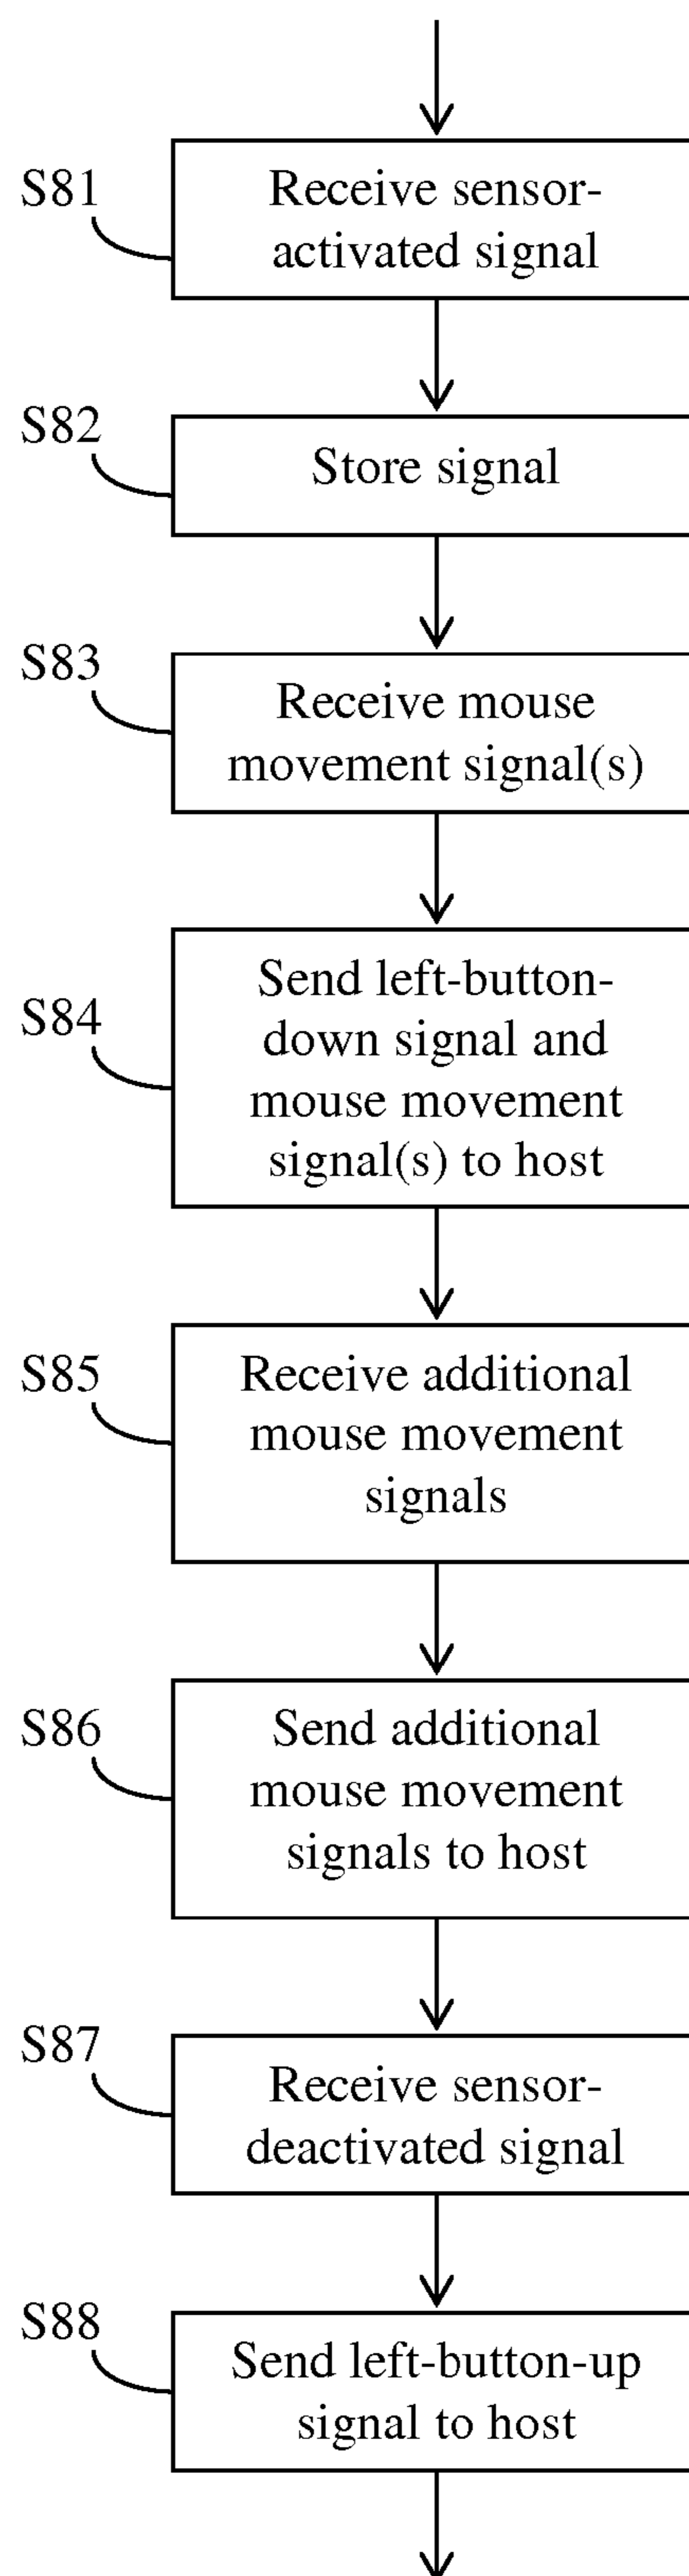 S81
Receive sensor-
activated signal
S82
Store signal
S83
Receive mouse
movement signal(s)
S84
Send left-button-
down signal and
mouse movement
signal(s) to host
S85
Receive additional
mouse movement
signals
S86
Send additional
mouse movement
signals to host
S87
Receive sensor-
deactivated signal
S88
Send left-button-up
signal to host